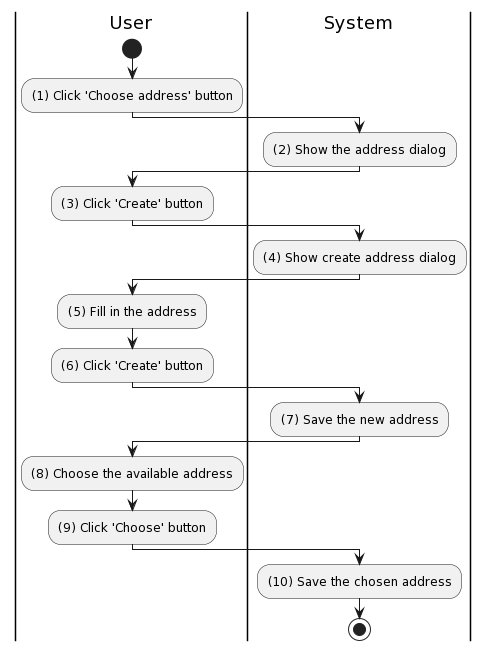 User
System
(1) Click 'Choose address' button
(2) Show the address dialog
(3) Click 'Create' button
(4) Show create address dialog
(5) Fill in the address
(6) Click 'Create' button
(7) Save the new address
(8) Choose the available address
(9) Click 'Choose' button
(10) Save the chosen address